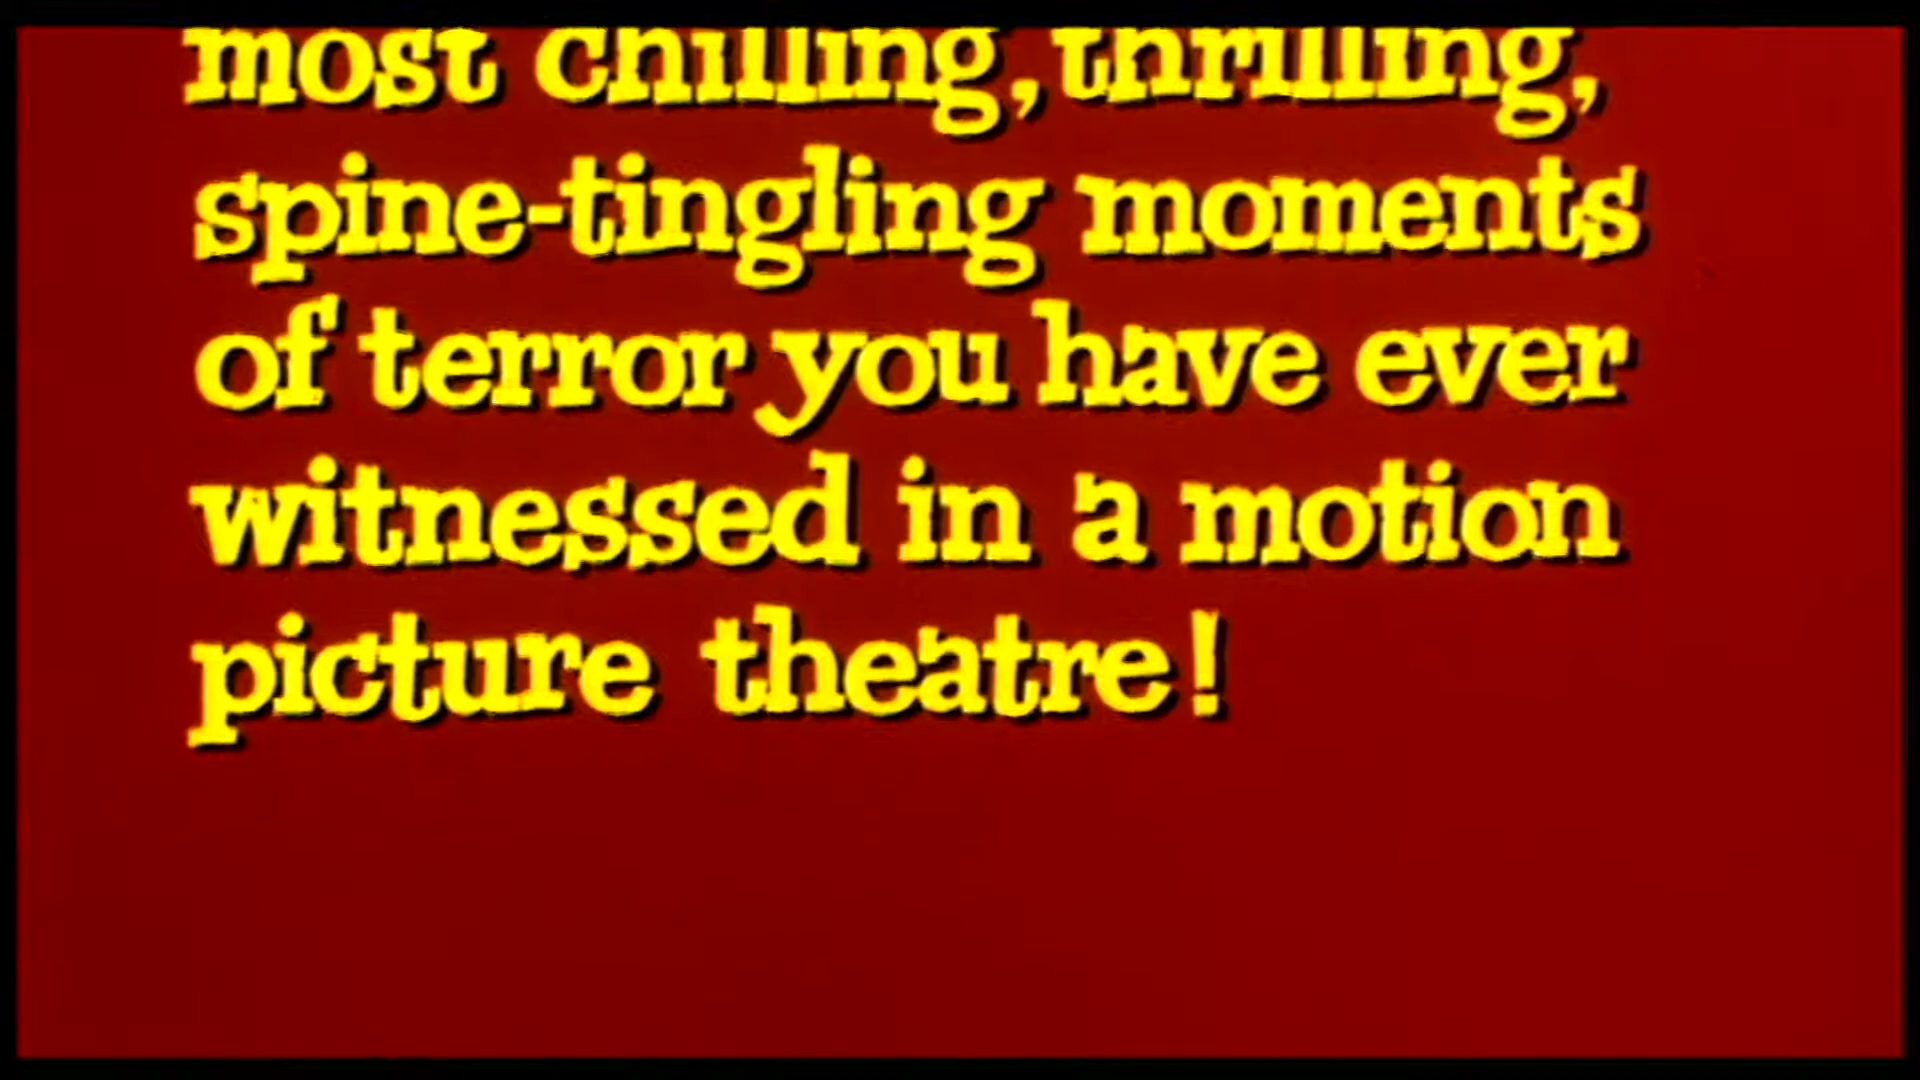 most chilling, thrilling,
spine-tingling moments
of terror you have ever
witnessed in a motion
picture theatre!